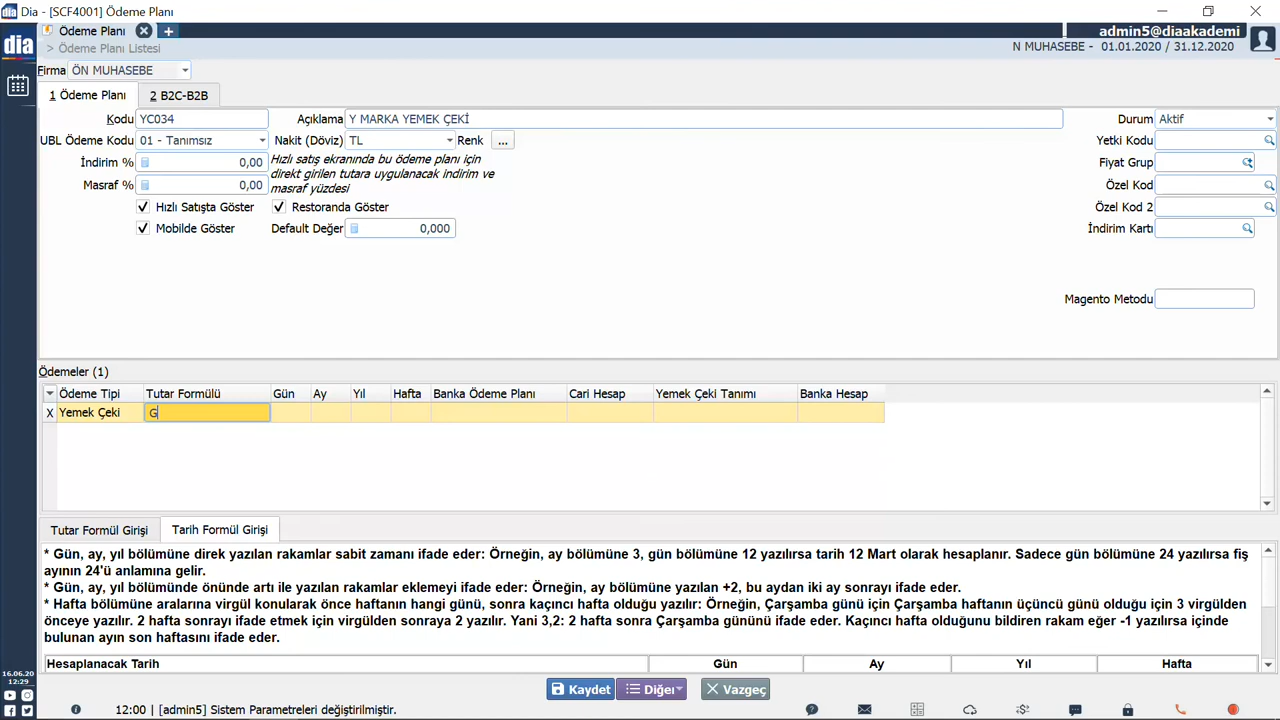 Dia - [SCF4001] Ödeme Planı
dia
Ödeme Planı
admin5@diaakademi
> Ödeme Planı Listesi
N MUHASEBE - 01.01.2020 / 31.12.2020
Firma ÖN MUHASEBE
1 Ödeme Planı
2 B2C-B2B
Kodu YC034
Açıklama Y MARKA YEMEK ÇEKİ
Durum Aktif
UBL Ödeme Kodu 01 - Tanımsız
Nakit (Döviz) TL
Renk ...
Yetki Kodu
İndirim % 0,00
Hızlı satış ekranında bu ödeme planı için
direkt girilen tutara uygulanacak indirim ve
masraf yüzdesi
Fiyat Grup
Masraf % 0,00
Özel Kod
Hızlı Satışta Göster
Restoranda Göster
Özel Kod 2
Mobilde Göster
Default Değer 0,000
İndirim Kartı
Magento Metodu
Ödemeler (1)
Ödeme Tipi Tutar Formülü Gün Ay Yıl Hafta Banka Ödeme Planı Cari Hesap Yemek Çeki Tanımı Banka Hesap
X Yemek Çeki G
Tutar Formül Girişi
Tarih Formül Girişi
* Gün, ay, yıl bölümüne direk yazılan rakamlar sabit zamanı ifade eder: Örneğin, ay bölümüne 3, gün bölümüne 12 yazılırsa tarih 12 Mart olarak hesaplanır. Sadece gün bölümüne 24 yazılırsa fiş
ayının 24'ü anlamına gelir.
* Gün, ay, yıl bölümünde önünde artı ile yazılan rakamlar eklemeyi ifade eder: Örneğin, ay bölümüne yazılan +2, bu aydan iki ay sonrayı ifade eder.
* Hafta bölümüne aralarına virgül konularak önce haftanın hangi günü, sonra kaçıncı hafta olduğu yazılır: Örneğin, Çarşamba günü için Çarşamba haftanın üçüncü günü olduğu için 3 virgülden
önceye yazılır. 2 hafta sonrayı ifade etmek için virgülden sonraya 2 yazılır. Yani 3,2: 2 hafta sonra Çarşamba gününü ifade eder. Kaçıncı hafta olduğunu bildiren rakam eğer -1 yazılırsa içinde
bulunan ayın son haftasını ifade eder.
Hesaplanacak Tarih Gün Ay Yıl Hafta
16.06.20
12:29
Kaydet
Diğer
Vazgeç
12:00 | [admin5] Sistem Parametreleri değiştirilmiştir.